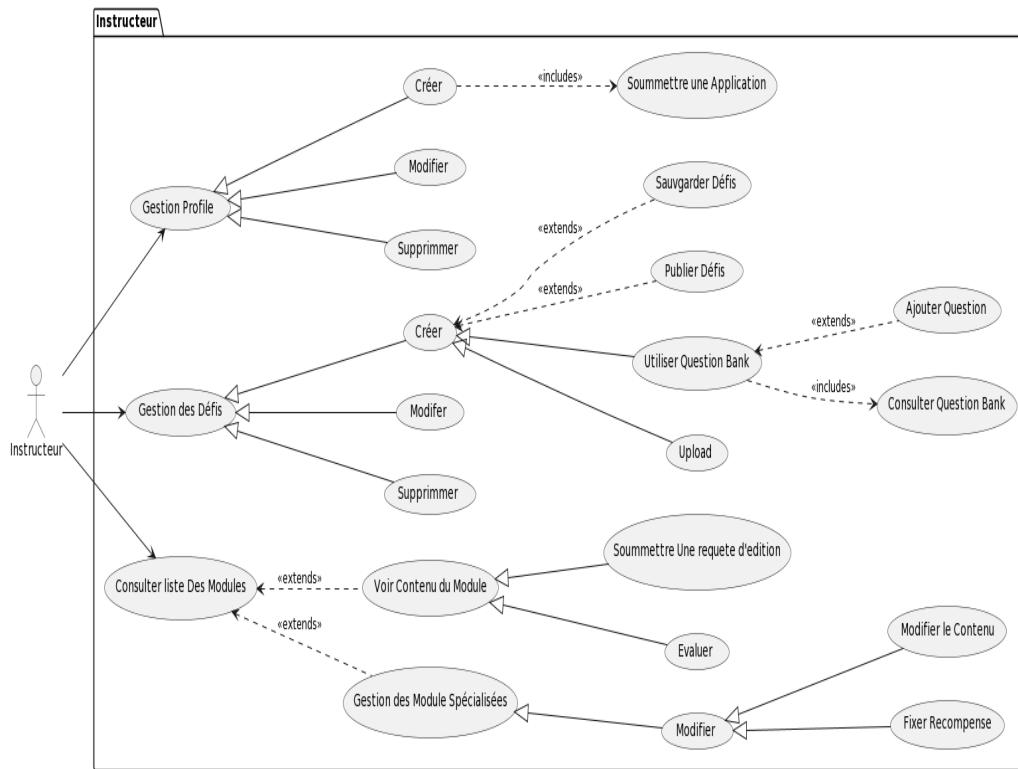 Instructeur
Créer
«includes»
Soummettre une Application
Modifier
Gestion Profile
Supprimmer
Sauvgarder Défis
«extends»
Publier Défis
«extends»
Créer
Utiliser Question Bank
«extends»
Ajouter Question
«includes»
Consulter Question Bank
Gestion des Défis
Modifer
Upload
Supprimmer
Instructeur
Soummettre Une requete d'edition
Consulter liste Des Modules
«extends»
Voir Contenu du Module
«extends»
Evaluer
Modifier le Contenu
Gestion des Module Spécialisées
Modifier
Fixer Recompense